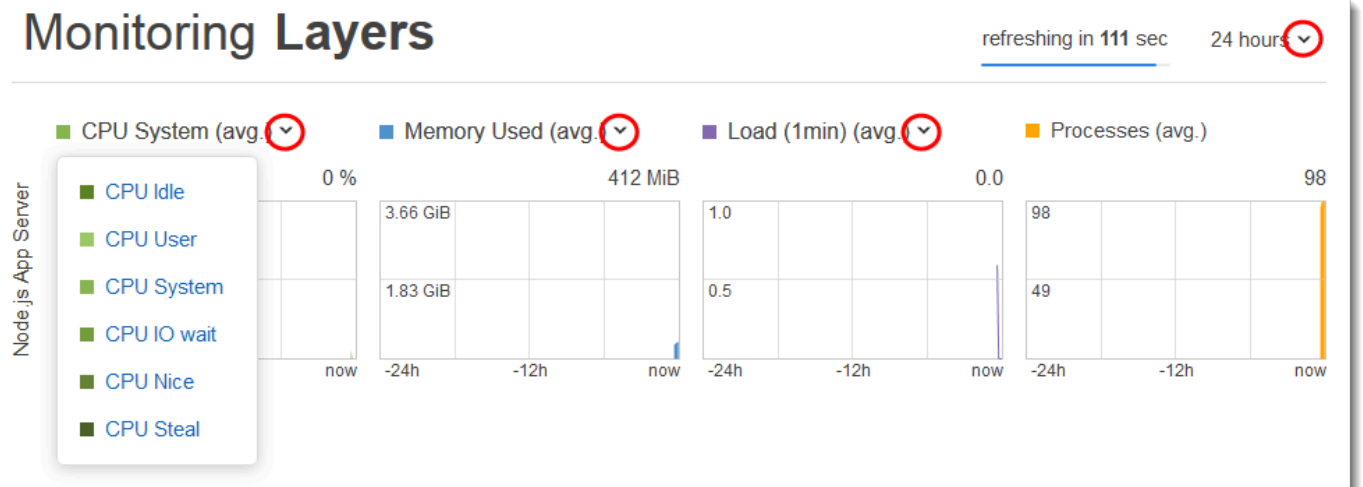 Monitoring Layers
refreshing in 111 sec
24 hours
CPU System (avg.)
Memory Used (avg.)
Load (1min) (avg.)
Processes (avg.)
Node.js App Server
CPU Idle
CPU User
CPU System
CPU IO wait
CPU Nice
CPU Steal
0 %
now
412 MiB
3.66 GiB
1.83 GiB
-24h -12h now
0.0
1.0
0.5
-24h -12h now
98
98
49
-24h -12h now